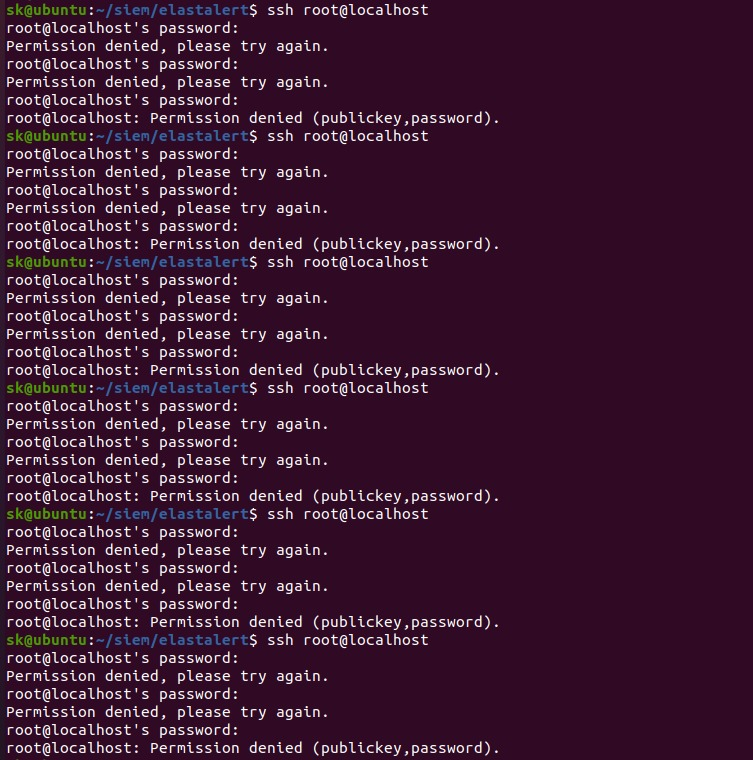 sk@ubuntu:~/siem/elastalert$ ssh root@localhost
root@localhost's password:
Permission denied, please try again.
root@localhost's password:
Permission denied, please try again.
root@localhost's password:
root@localhost: Permission denied (publickey,password).
sk@ubuntu:~/siem/elastalert$ ssh root@localhost
root@localhost's password:
Permission denied, please try again.
root@localhost's password:
Permission denied, please try again.
root@localhost's password:
root@localhost: Permission denied (publickey,password).
sk@ubuntu:~/siem/elastalert$ ssh root@localhost
root@localhost's password:
Permission denied, please try again.
root@localhost's password:
Permission denied, please try again.
root@localhost's password:
root@localhost: Permission denied (publickey,password).
sk@ubuntu:~/siem/elastalert$ ssh root@localhost
root@localhost's password:
Permission denied, please try again.
root@localhost's password:
Permission denied, please try again.
root@localhost's password:
root@localhost: Permission denied (publickey,password).
sk@ubuntu:~/siem/elastalert$ ssh root@localhost
root@localhost's password:
Permission denied, please try again.
root@localhost's password:
Permission denied, please try again.
root@localhost's password:
root@localhost: Permission denied (publickey,password).
sk@ubuntu:~/siem/elastalert$ ssh root@localhost
root@localhost's password:
Permission denied, please try again.
root@localhost's password:
Permission denied, please try again.
root@localhost's password:
root@localhost: Permission denied (publickey,password).